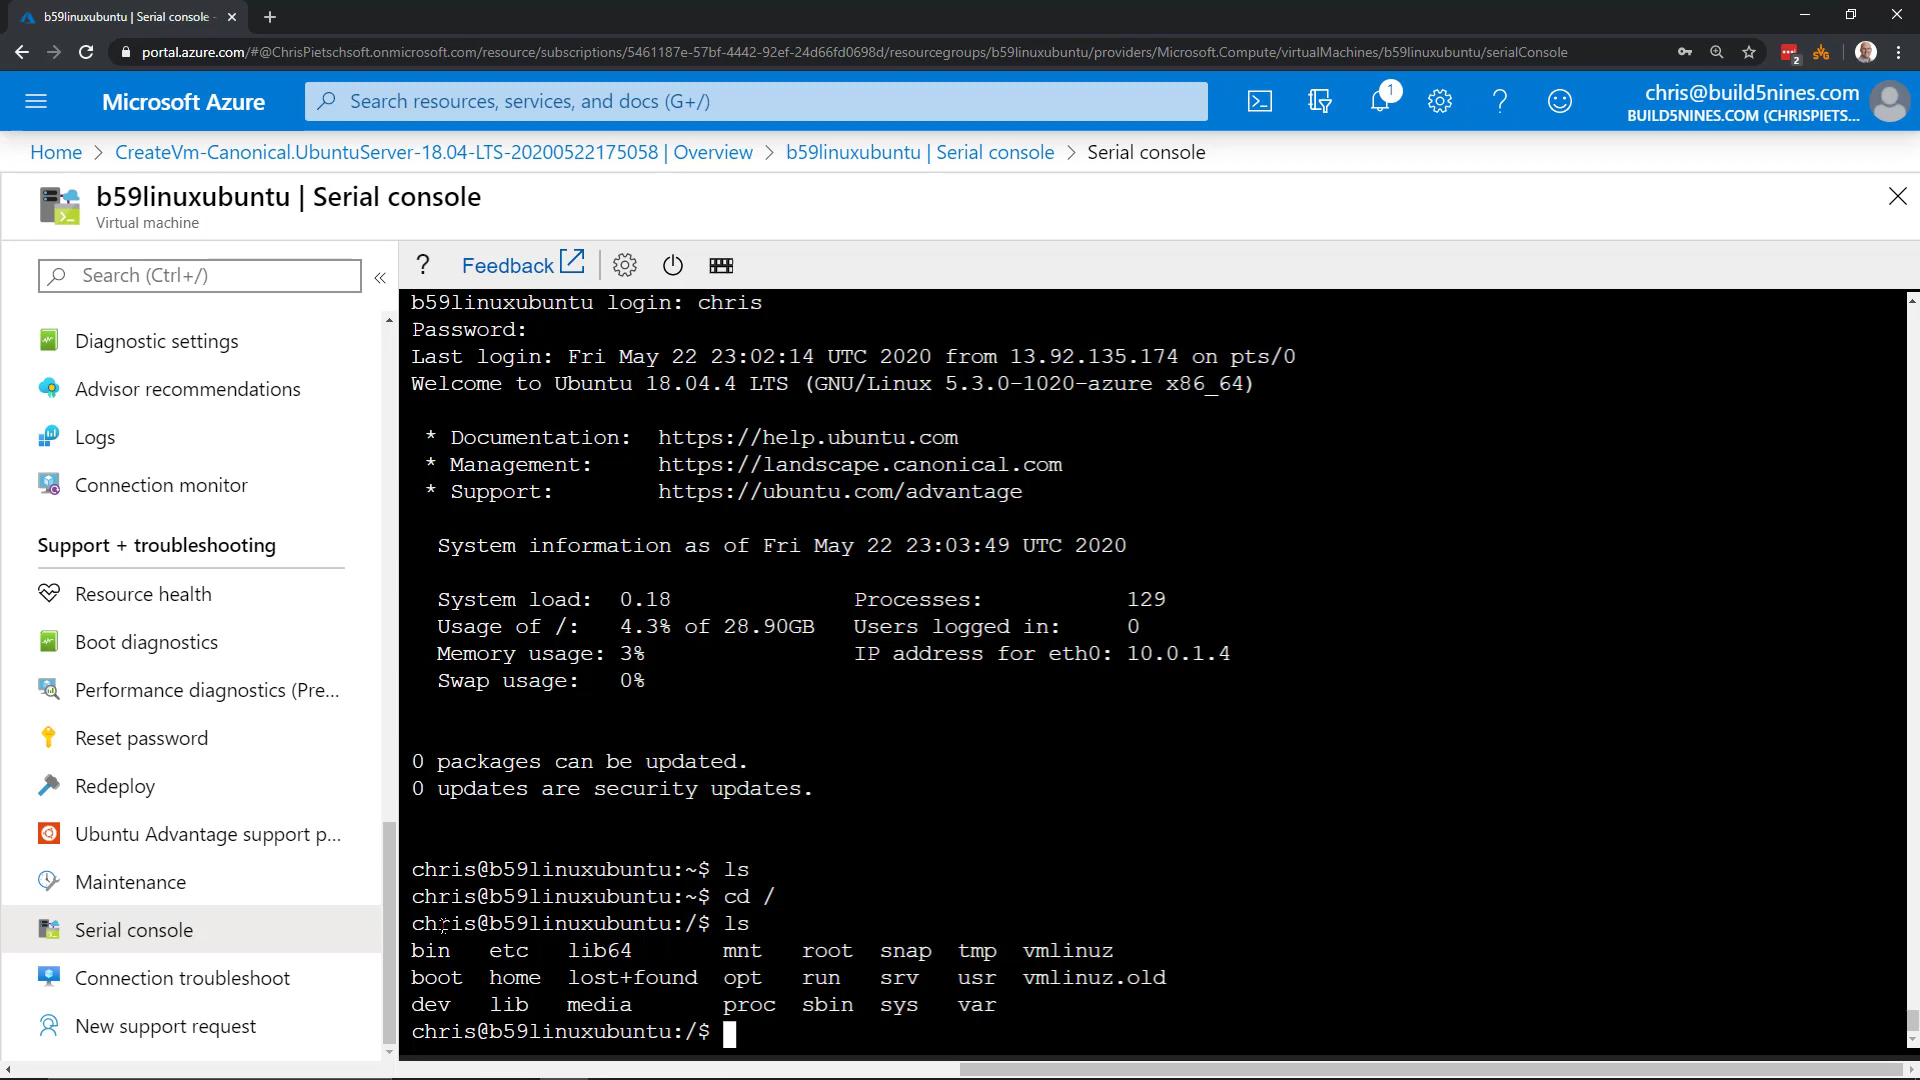 b59linuxubuntu | Serial console -
portal.azure.com/#@ChrisPietschsoft.onmicrosoft.com/resource/subscriptions/5461187e-57bf-4442-92ef-24d66fd0698d/resourcegroups/b59linuxubuntu/providers/Microsoft.Compute/virtualMachines/b59linuxubuntu/serialConsole
2
Microsoft Azure
Search resources, services, and docs (G+/)
1
chris@build5nines.com
BUILD5NINES.COM (CHRISPIETS...
Home > CreateVm-Canonical.UbuntuServer-18.04-LTS-20200522175058 | Overview > b59linuxubuntu | Serial console > Serial console
b59linuxubuntu | Serial console
Virtual machine
Search (Ctrl+/)
«
Diagnostic settings
Advisor recommendations
Logs
Connection monitor
Support + troubleshooting
Resource health
Boot diagnostics
Performance diagnostics (Pre...
Reset password
Redeploy
Ubuntu Advantage support p...
Maintenance
Serial console
Connection troubleshoot
New support request
? Feedback
b59linuxubuntu login: chris
Password:
Last login: Fri May 22 23:02:14 UTC 2020 from 13.92.135.174 on pts/0
Welcome to Ubuntu 18.04.4 LTS (GNU/Linux 5.3.0-1020-azure x86_64)
* Documentation:  https://help.ubuntu.com
* Management:     https://landscape.canonical.com
* Support:        https://ubuntu.com/advantage
System information as of Fri May 22 23:03:49 UTC 2020
System load:  0.18              Processes:           129
Usage of /:   4.3% of 28.90GB   Users logged in:     0
Memory usage: 3%                IP address for eth0: 10.0.1.4
Swap usage:   0%
0 packages can be updated.
0 updates are security updates.
chris@b59linuxubuntu:~$ ls
chris@b59linuxubuntu:~$ cd /
chris@b59linuxubuntu:/$ ls
bin   etc   lib64       mnt   root  snap  tmp  vmlinuz
boot  home  lost+found  opt   run   srv   usr  vmlinuz.old
dev   lib   media       proc  sbin  sys   var
chris@b59linuxubuntu:/$